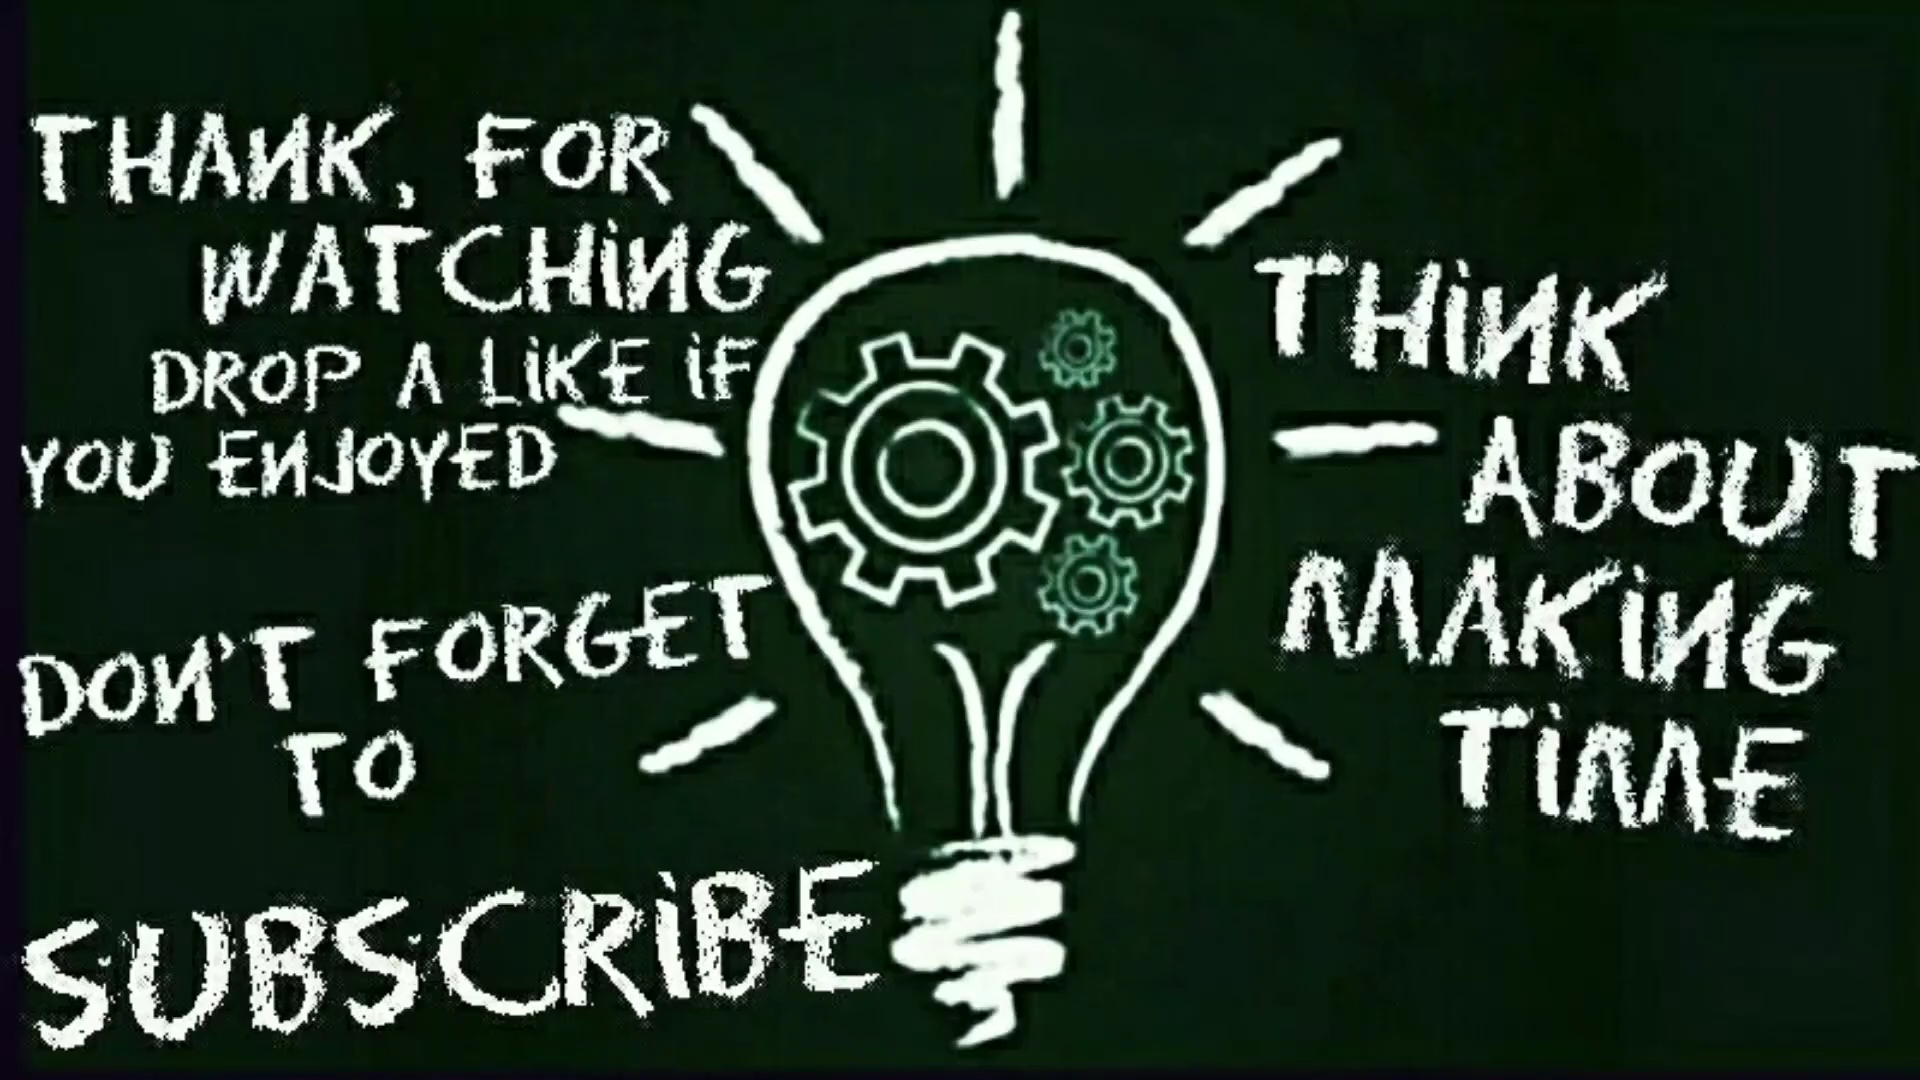 THANK, FOR
WATCHING
DROP A LIKE IF
YOU ENJOYED
DON'T FORGET
TO
SUBSCRIBE
THINK
ABOUT
MAKING
TIME